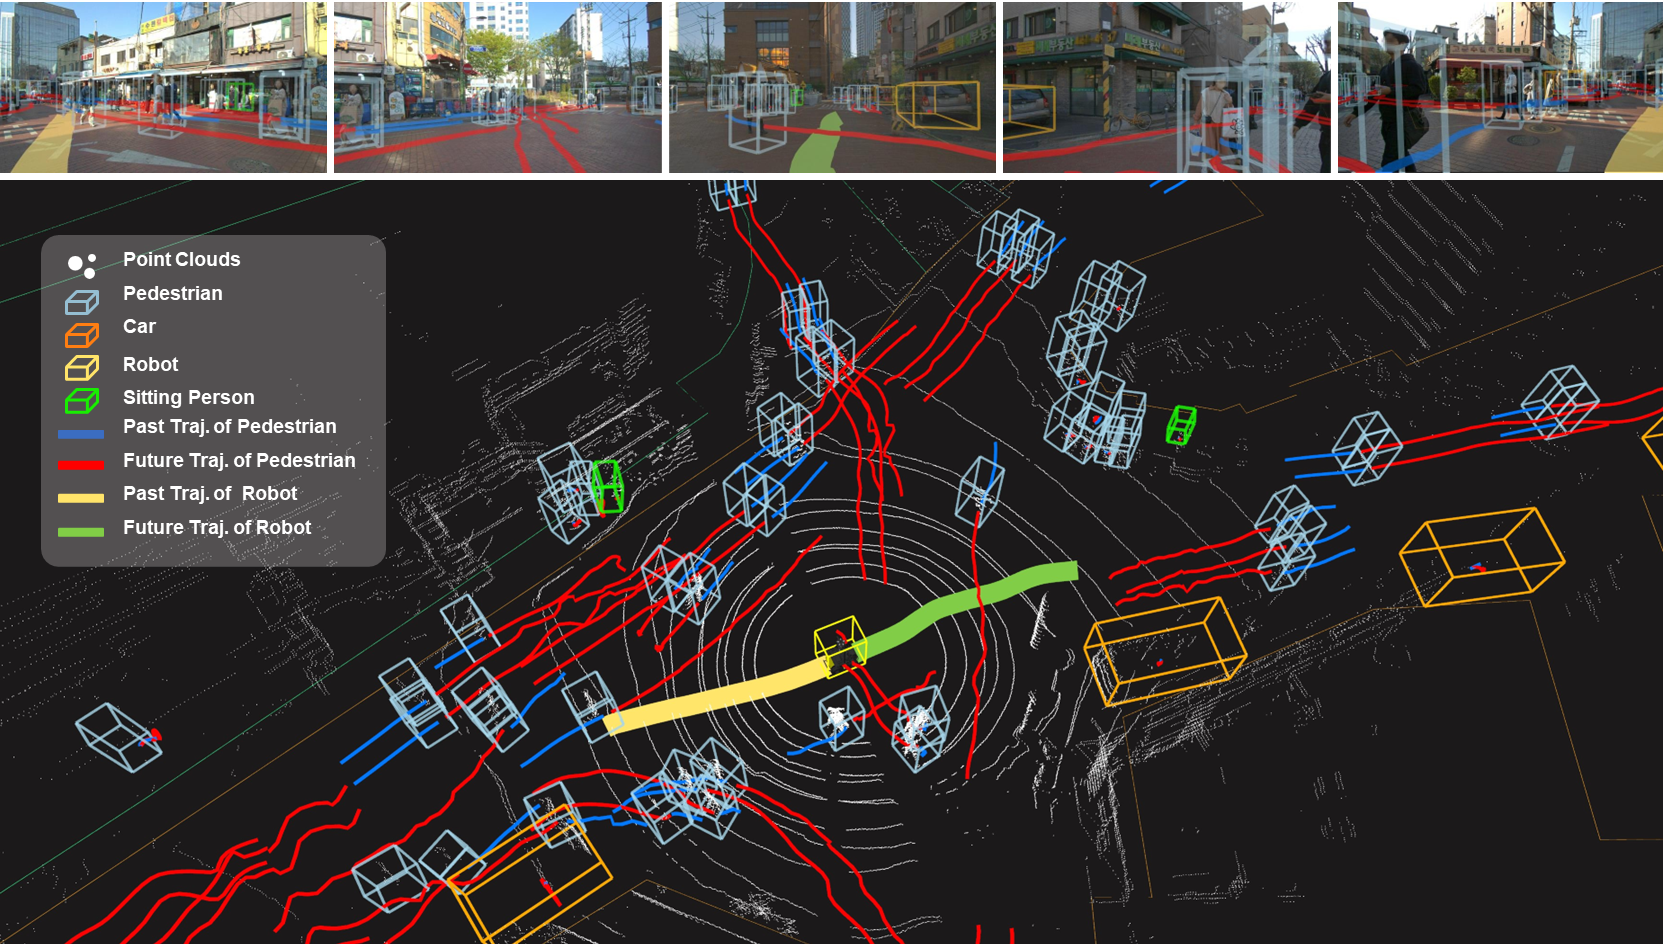 Point Clouds
Pedestrian
Car
Robot
Sitting Person
Past Traj. of Pedestrian
Future Traj. of Pedestrian
Past Traj. of Robot
Future Traj. of Robot